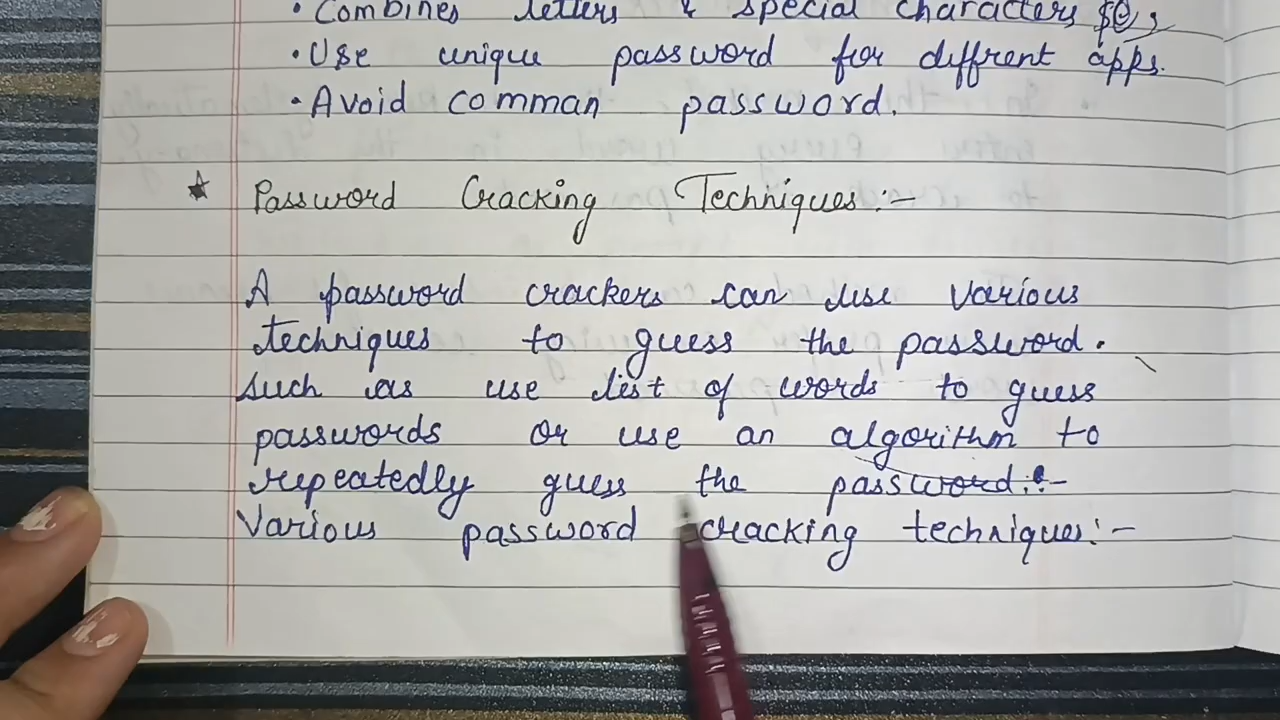 • Combines letters & special characters $@,
• Use unique password for diffrent apps.
• Avoid comman password.
★ Password Cracking Techniques :-
A password crackers can use various
techniques to guess the password.
such as use list of words to guess
passwords or use an algorithm to
repeatedly guess the password :-
Various password cracking techniques :-